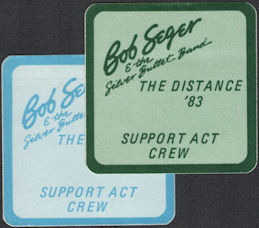 Bob Seger
& the
Silver Bullet Band
THE DISTANCE
'83
SUPPORT ACT
CREW
Bob Seger
& the
Silver Bullet
THE
SUPPORT ACT
CREW